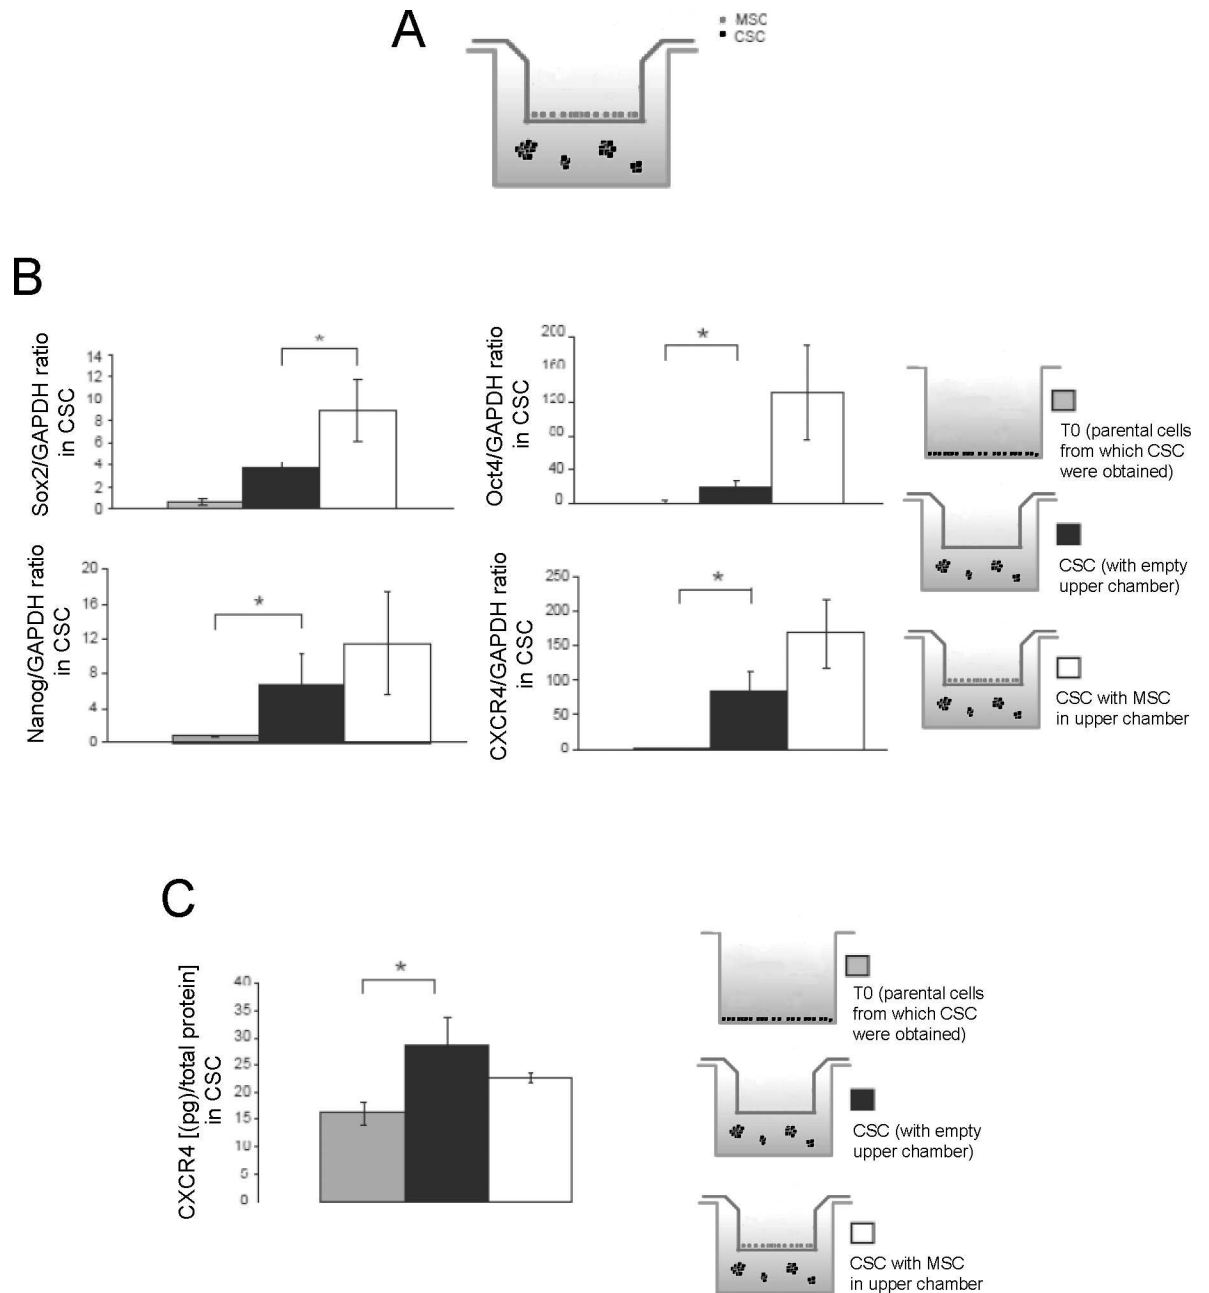 A
MSC
CSC
B
Sox2/GAPDH ratio
in CSC
14
12
10
8
6
4
2
0
*
Oct4/GAPDH ratio
in CSC
200
160
120
80
40
0
*
T0 (parental cells
from which CSC
were obtained)
CSC (with empty
upper chamber)
CSC with MSC
in upper chamber
Nanog/GAPDH ratio
in CSC
20
16
12
8
4
0
*
CXCR4/GAPDH ratio
in CSC
250
200
150
100
50
0
*
C
CXCR4 [(pg)/total protein]
in CSC
40
35
30
25
20
15
10
5
0
*
T0 (parental cells
from which CSC
were obtained)
CSC (with empty
upper chamber)
CSC with MSC
in upper chamber